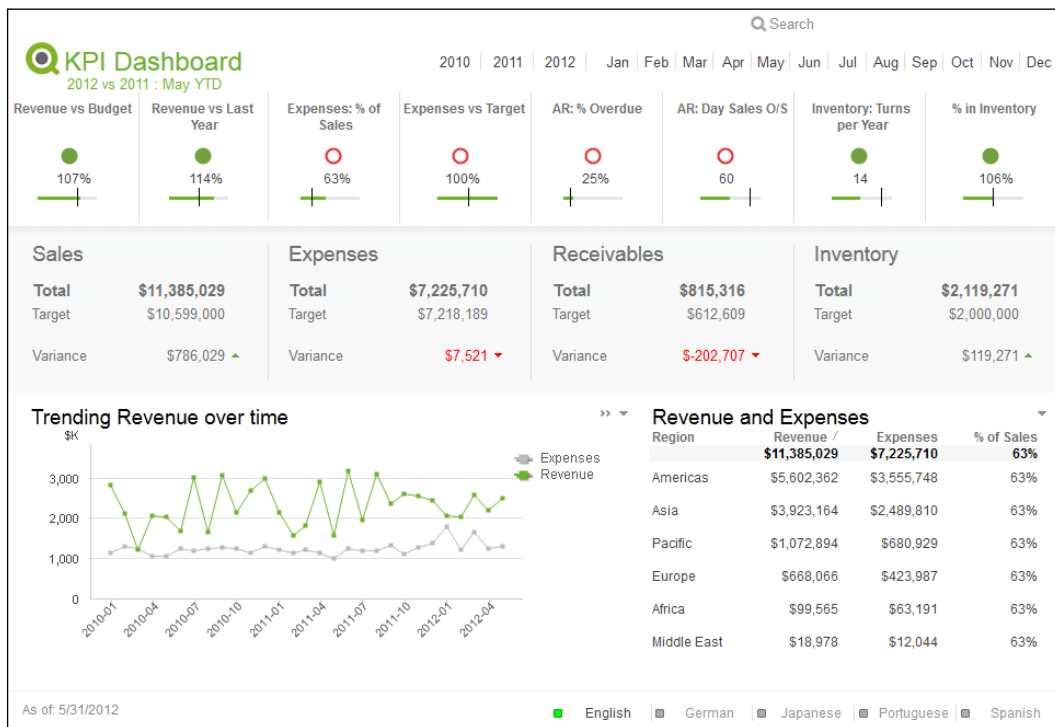 Search
KPI Dashboard
2012 vs 2011 : May YTD
2010 2011 2012 Jan Feb Mar Apr May Jun Jul Aug Sep Oct Nov Dec
Revenue vs Budget
107%
Revenue vs Last
Year
114%
Expenses: % of
Sales
63%
Expenses vs Target
100%
AR: % Overdue
25%
AR: Day Sales O/S
60
Inventory: Turns
per Year
14
% in Inventory
106%
Sales
Total $11,385,029
Target $10,599,000
Variance $786,029
Expenses
Total $7,225,710
Target $7,218,189
Variance $7,521
Receivables
Total $815,316
Target $612,609
Variance $-202,707
Inventory
Total $2,119,271
Target $2,000,000
Variance $119,271
Trending Revenue over time
$K
3,000
2,000
1,000
0
2010-01 2010-04 2010-07 2010-10 2011-01 2011-04 2011-07 2011-10 2012-01 2012-04
Expenses
Revenue
Revenue and Expenses
Region Revenue / Expenses % of Sales
$11,385,029 $7,225,710 63%
Americas $5,602,362 $3,555,748 63%
Asia $3,923,164 $2,489,810 63%
Pacific $1,072,894 $680,929 63%
Europe $668,066 $423,987 63%
Africa $99,565 $63,191 63%
Middle East $18,978 $12,044 63%
As of: 5/31/2012
English German Japanese Portuguese Spanish